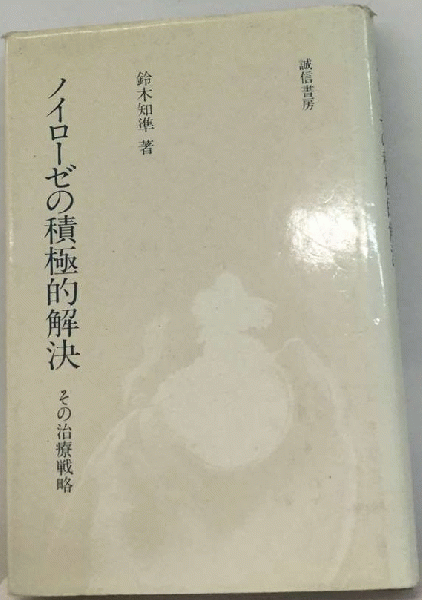 誠信書房
鈴木知準 著
ノイローゼの積極的解決
その治療戦略